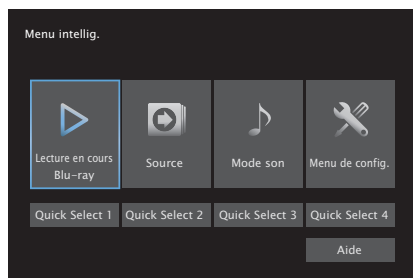 Menu intellig.
Lecture en cours
Blu-ray
Source
Mode son
Menu de config.
Quick Select 1
Quick Select 2
Quick Select 3
Quick Select 4
Aide